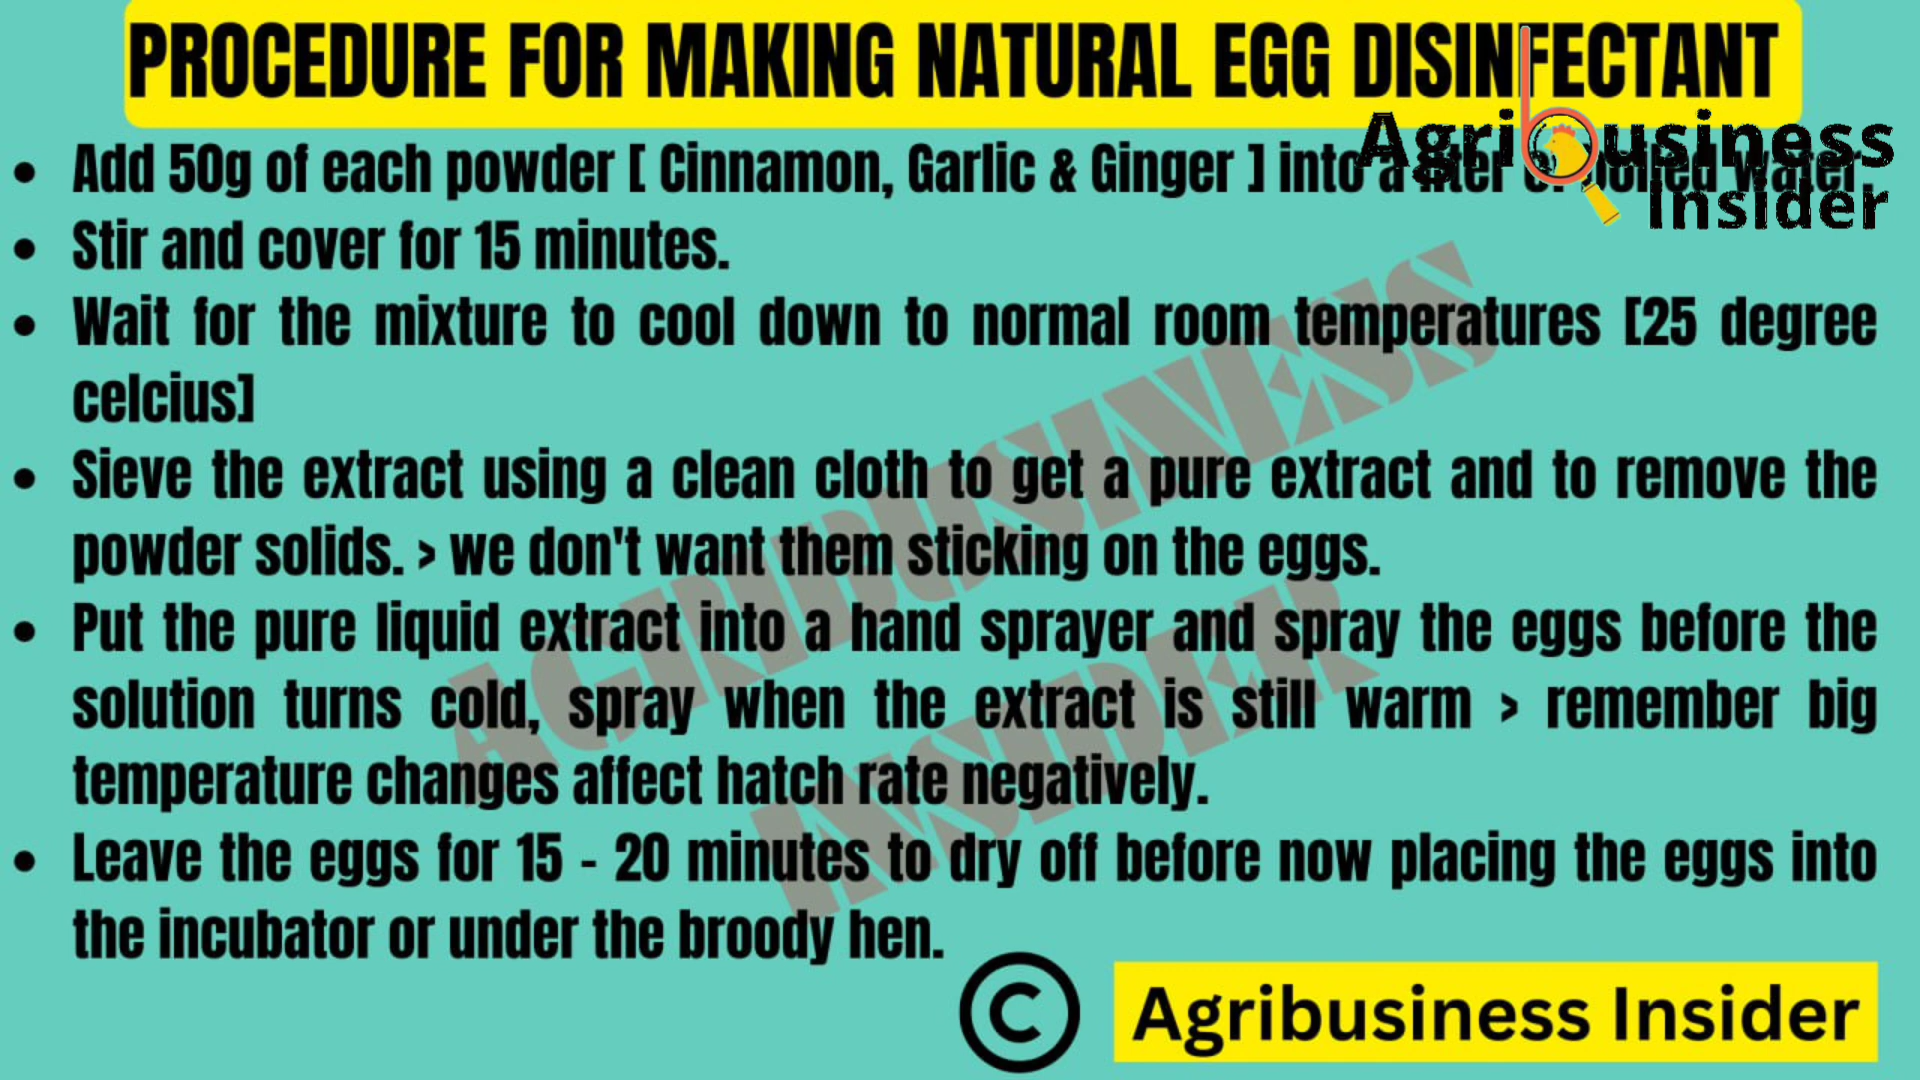 PROCEDURE FOR MAKING NATURAL EGG DISINFECTANT
Agribusiness
Insider
• Add 50g of each powder [ Cinnamon, Garlic & Ginger ] into a liter of boiled water.
• Stir and cover for 15 minutes.
• Wait for the mixture to cool down to normal room temperatures [25 degree
celcius]
• Sieve the extract using a clean cloth to get a pure extract and to remove the
powder solids. > we don't want them sticking on the eggs.
• Put the pure liquid extract into a hand sprayer and spray the eggs before the
solution turns cold, spray when the extract is still warm > remember big
temperature changes affect hatch rate negatively.
• Leave the eggs for 15 - 20 minutes to dry off before now placing the eggs into
the incubator or under the broody hen.
AGRIBUSINESS
INSIDER
© Agribusiness Insider